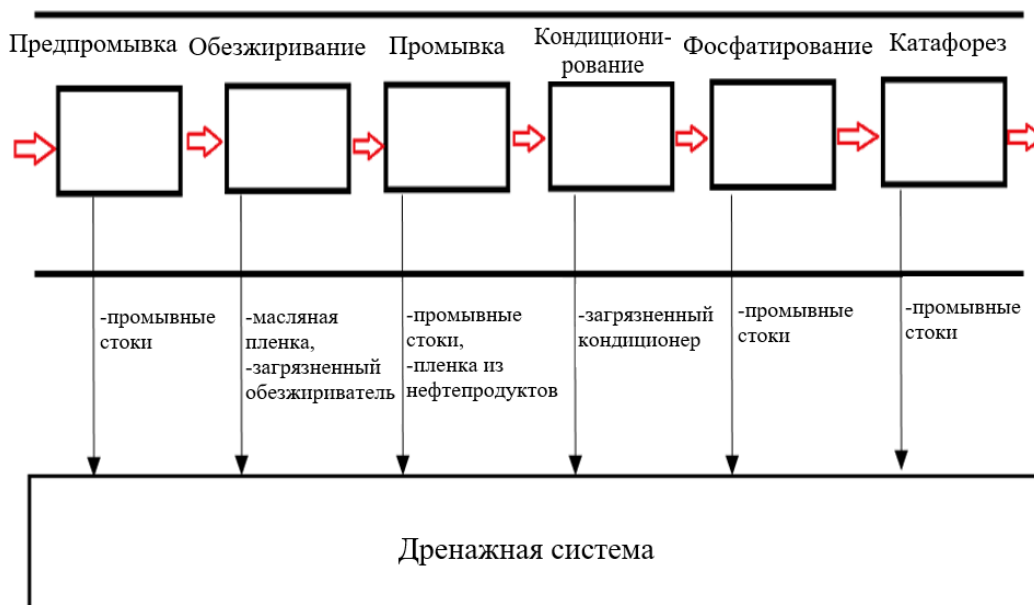 Предпромывка
Обезжиривание
Промывка
Кондициони-
рование
Фосфатирование
Катафорез
-промывные
стоки
-масляная
пленка,
-загрязненный
обезжириватель
-промывные
стоки,
-пленка из
нефтепродуктов
-загрязненный
кондиционер
-промывные
стоки
-промывные
стоки
Дренажная система